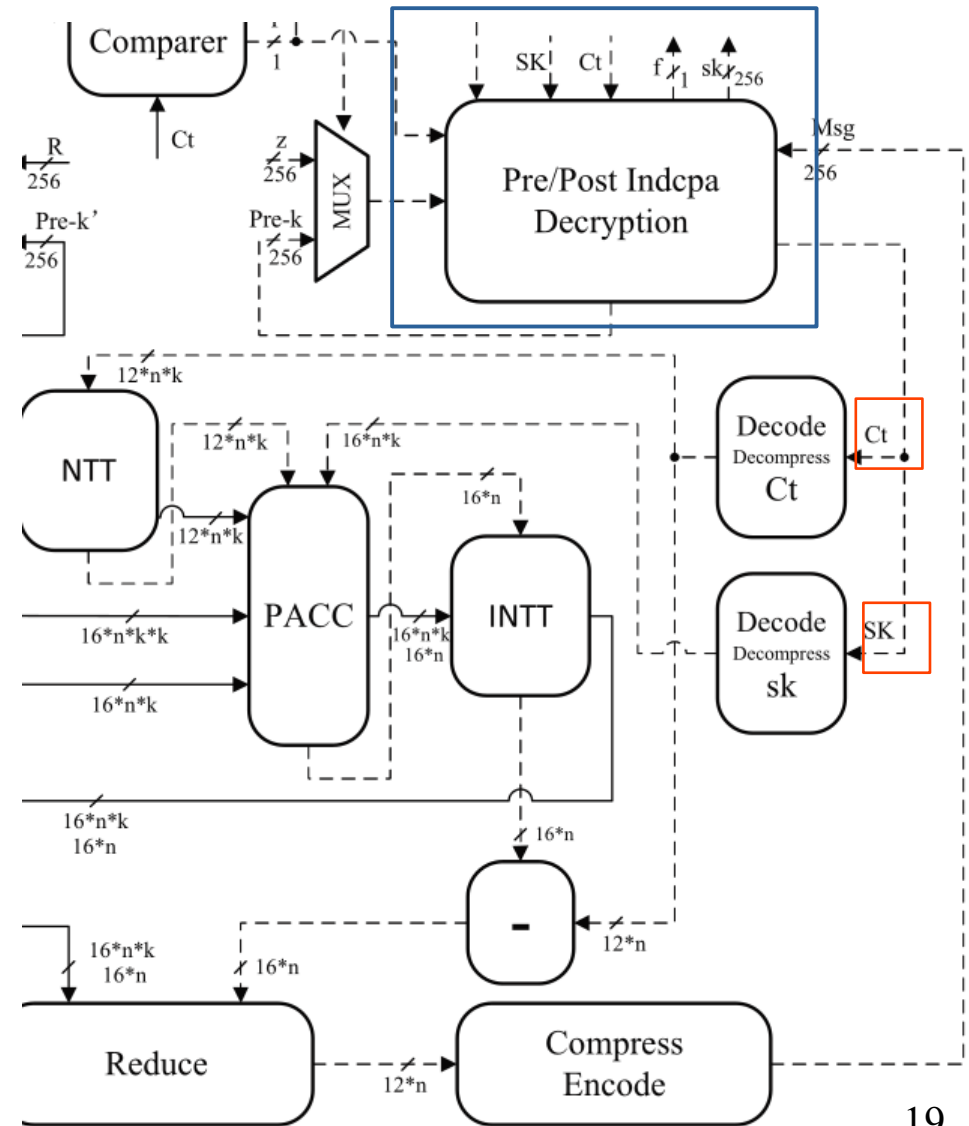 Comparer
1
Ct
SK
Ct
f
1
sk
256
R
256
z
256
MUX
Pre/Post Indcpa
Decryption
Msg
256
Pre-k’
256
Pre-k
256
12*n*k
NTT
12*n*k
16*n*k
Decode
Decompress
Ct
Ct
16*n
12*n*k
PACC
INTT
16*n*k*k
16*n*k
16*n
Decode
Decompress
sk
SK
16*n*k
16*n*k
16*n
16*n
-
12*n
16*n*k
16*n
16*n
Reduce
12*n
Compress
Encode
19